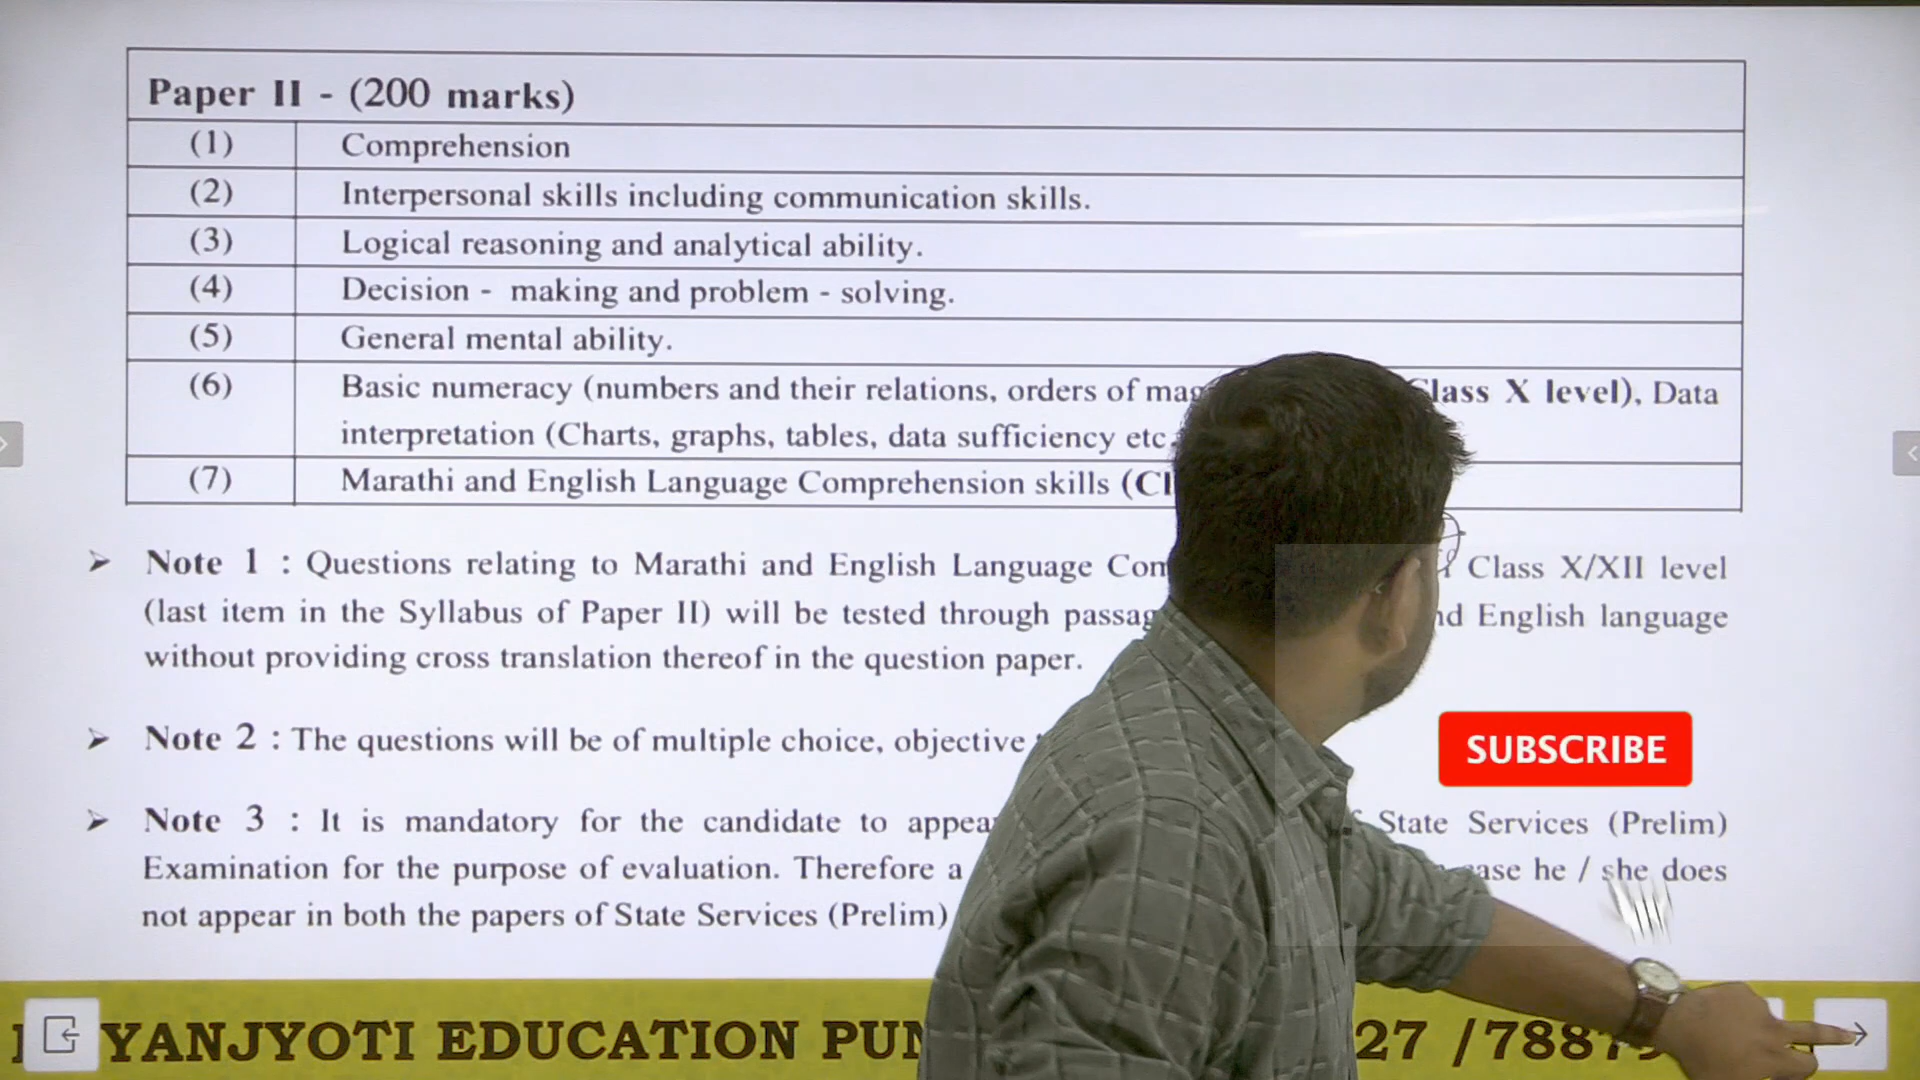 Paper II - (200 marks)
(1) Comprehension
(2) Interpersonal skills including communication skills.
(3) Logical reasoning and analytical ability.
(4) Decision - making and problem - solving.
(5) General mental ability.
(6) Basic numeracy (numbers and their relations, orders of X level), Data
interpretation (Charts, graphs, tables, data sufficiency etc.
(7) Marathi and English Language Comprehension skills
➤ Note 1 : Questions relating to Marathi and English Language Class X/XII level
(last item in the Syllabus of Paper II) will be tested through English language
without providing cross translation thereof in the question paper.
➤ Note 2 : The questions will be of multiple choice, objective
SUBSCRIBE
➤ Note 3 : It is mandatory for the candidate to State Services (Prelim)
Examination for the purpose of evaluation. Therefore a he / she does
not appear in both the papers of State Services (Prelim)
YANJYOTI EDUCATION 27 /788